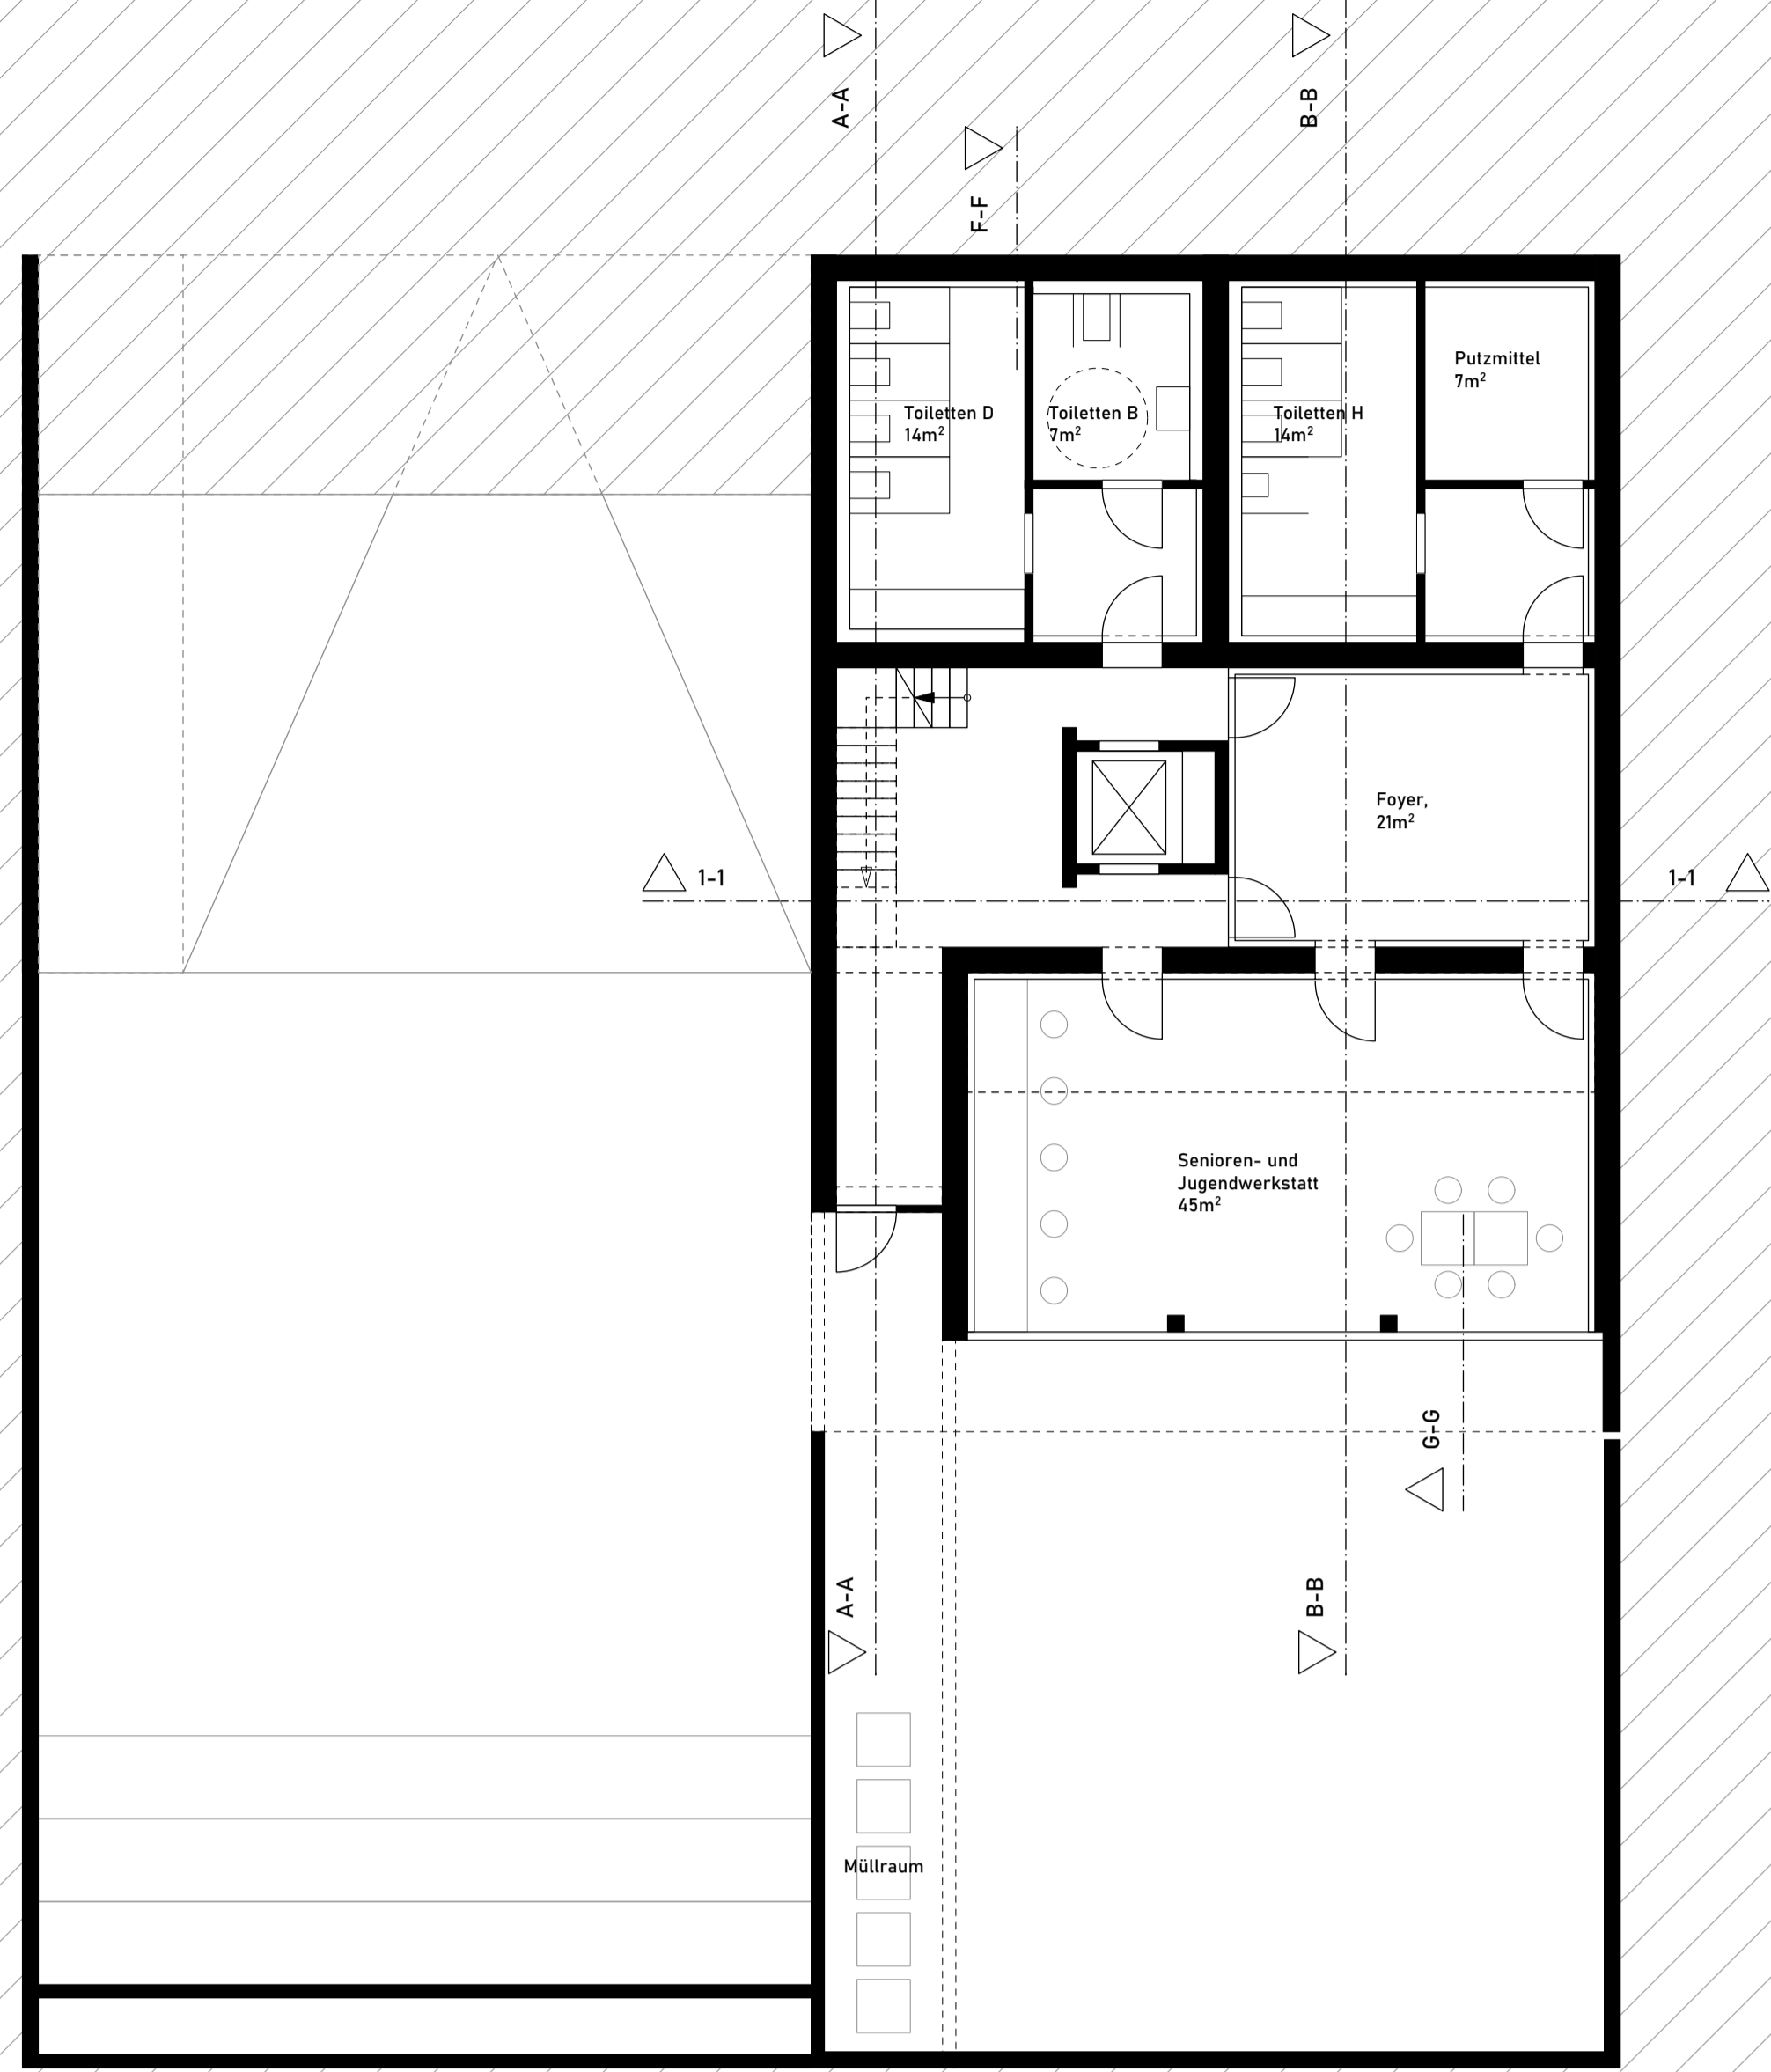 A-A
B-B
F-F
Putzmittel
7m²
Toiletten D
14m²
Toiletten B
7m²
Toiletten H
14m²
Foyer,
21m²
1-1
1-1
Senioren- und
Jugendwerkstatt
45m²
G-G
A-A
B-B
Müllraum